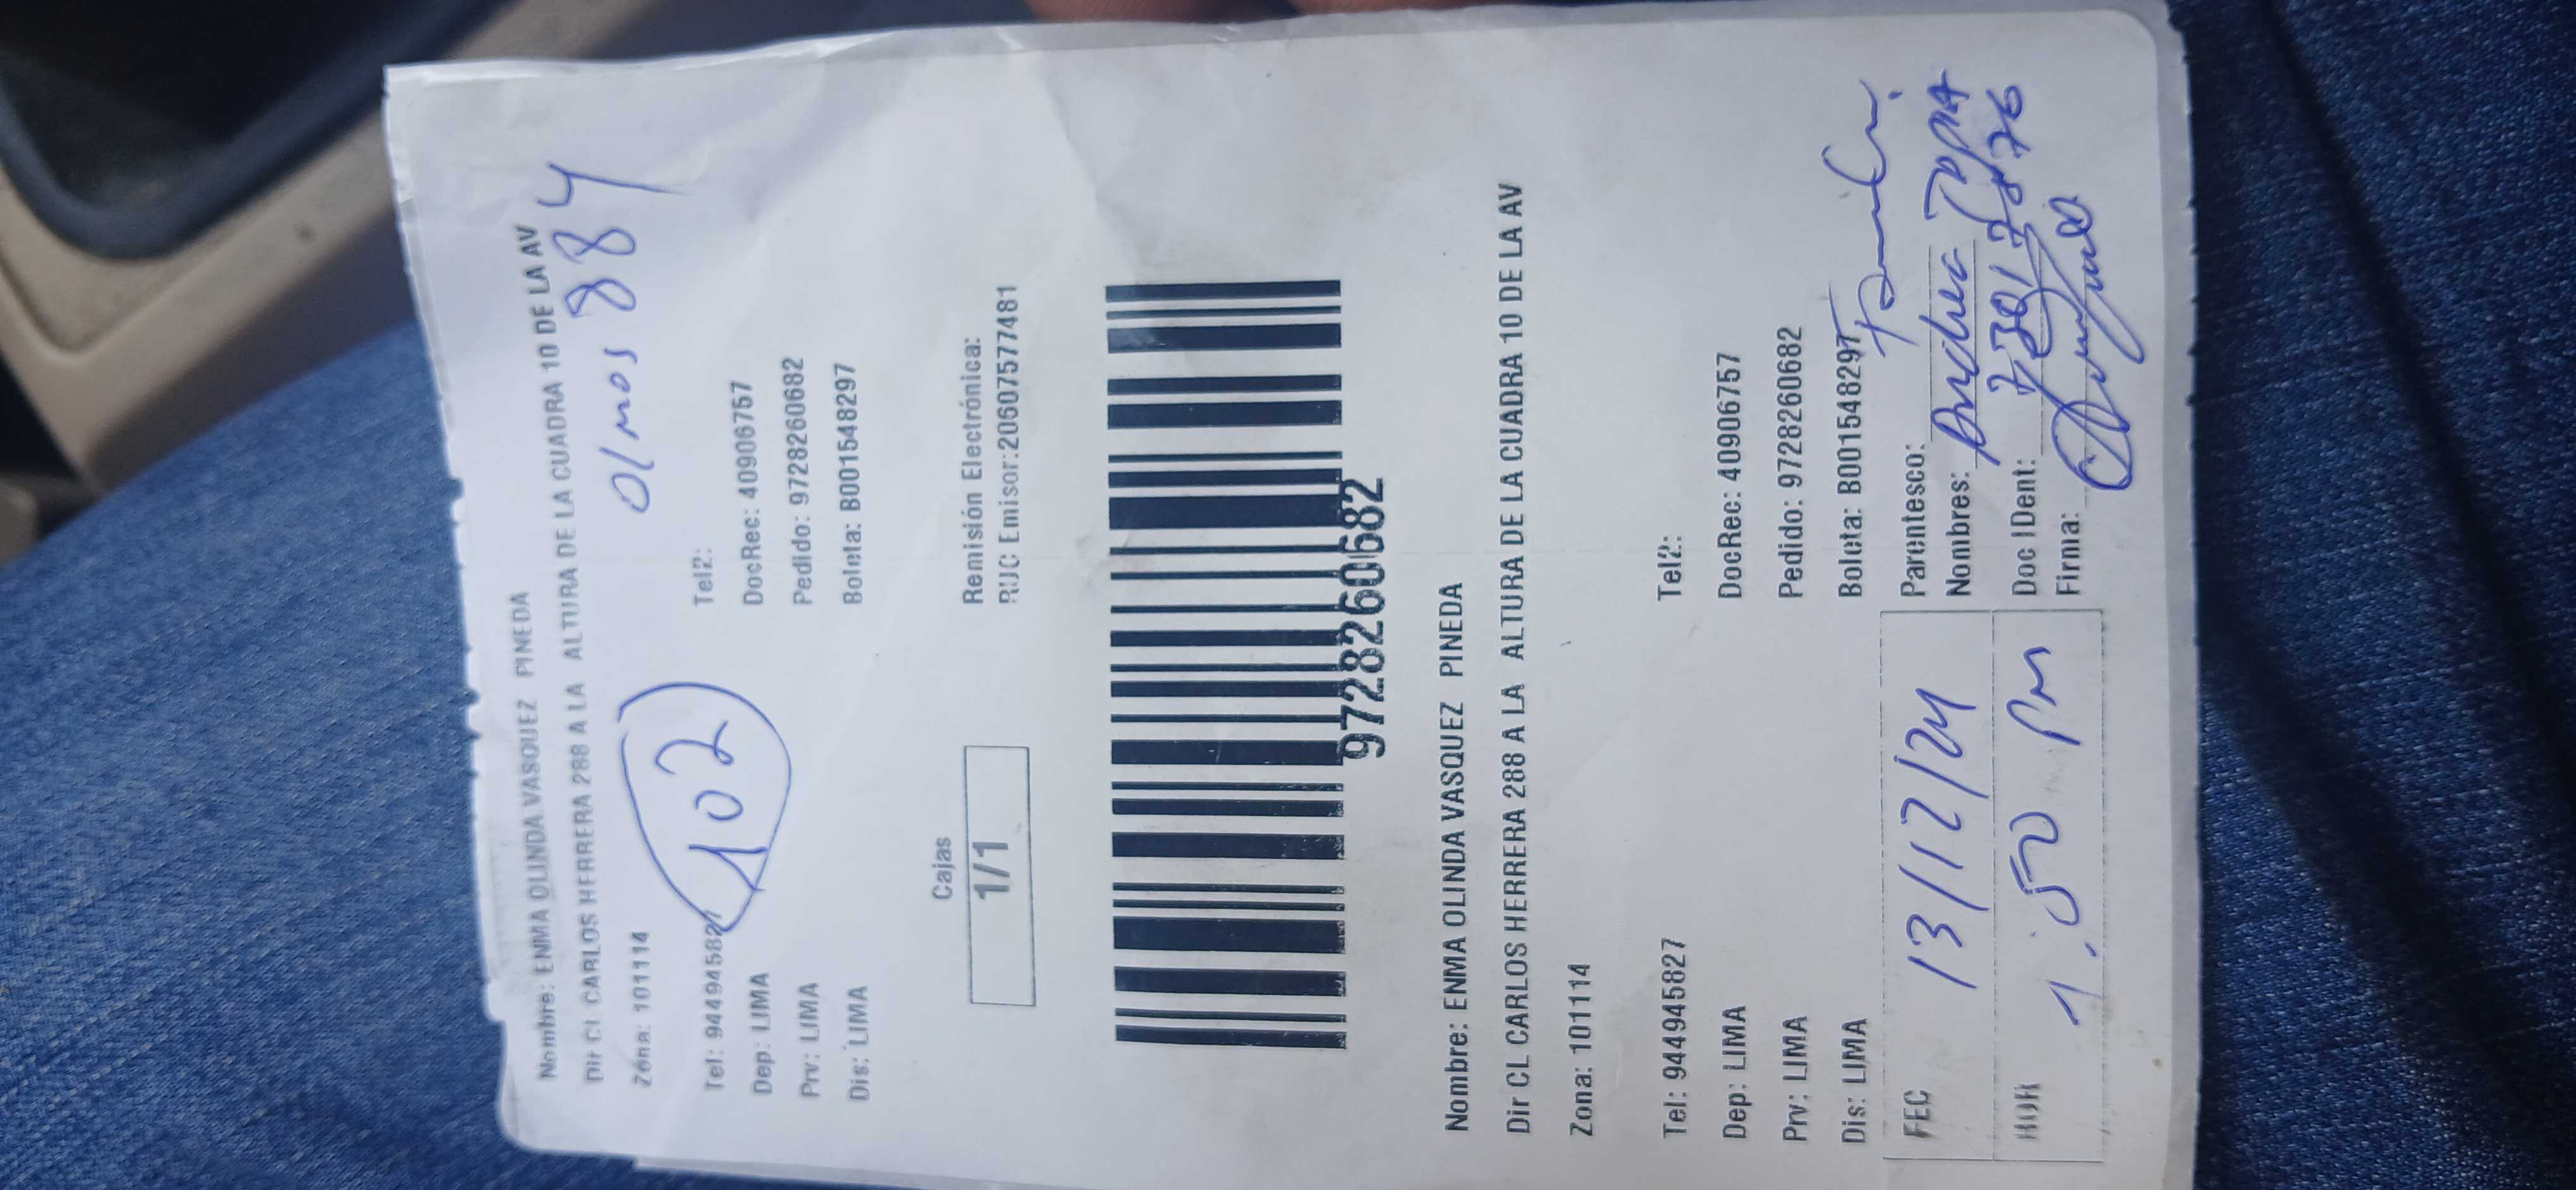 Nombre: ENMA OLINDA VASQUEZ PINEDA
Dir CL CARLOS HERRERA 288 A LA ALTURA DE LA CUADRA 10 DE LA AV
Zona: 101114
Olmos 884
102
Tel: 944945827 Tel2:
Dep: LIMA DocRec: 40906757
Prv: LIMA Pedido: 97282260682
Dis: LIMA Boleta: B001548297
Cajas
1/1
Remisión Electrónica:
RUC Emisor:20607577481
97282260682
Nombre: ENMA OLINDA VASQUEZ PINEDA
Dir CL CARLOS HERRERA 288 A LA ALTURA DE LA CUADRA 10 DE LA AV
Zona: 101114
Tel: 944945827 Tel2:
Dep: LIMA DocRec: 40906757
Prv: LIMA Pedido: 97282260682
Dis: LIMA Boleta: B001548297
FEC 13/12/24
HOR 1:50 PM
Parentesco:
Nombres: Andrea
Doc IDent:
Firma: